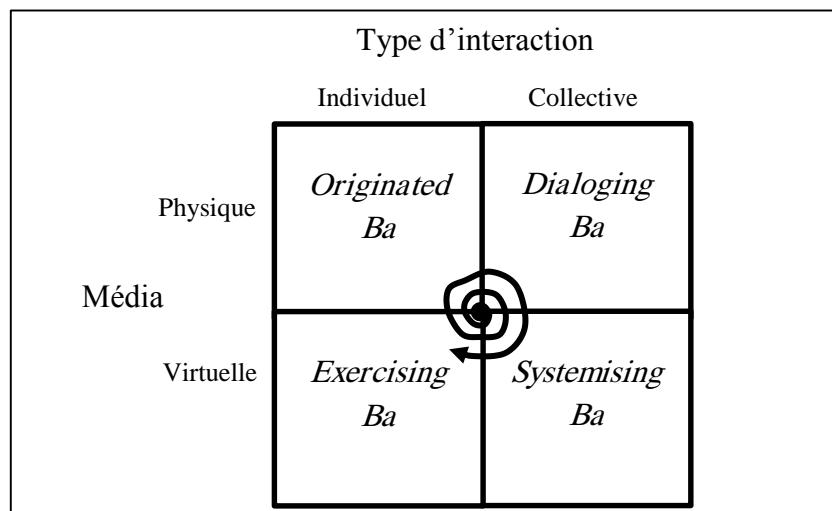 Type d'interaction
Individuel Collective
Physique
Originated
Ba
Dialoging
Ba
Média
Virtuelle
Exercising
Ba
Systemising
Ba